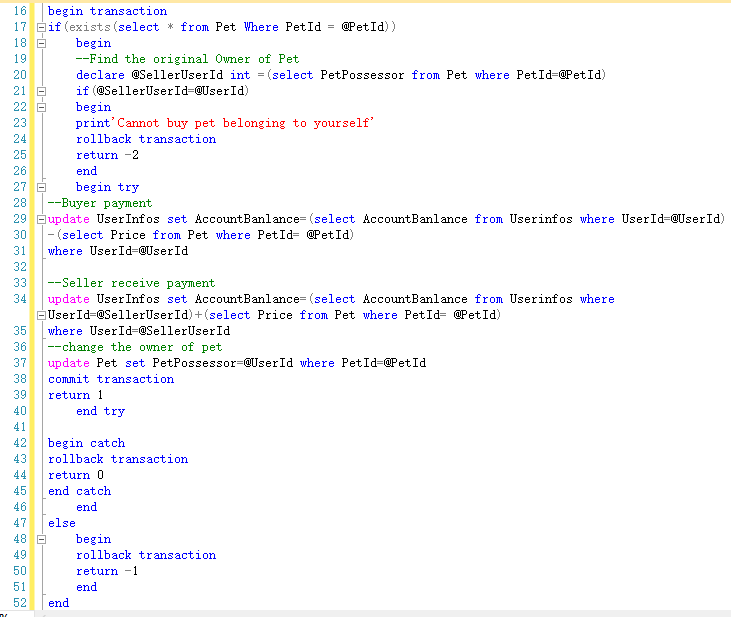 16 begin transaction
17 if(exists(select * from Pet Where PetId = @PetId))
18 begin
19 --Find the original Owner of Pet
20 declare @SellerUserId int =(select PetPossessor from Pet where PetId=@PetId)
21 if(@SellerUserId=@UserId)
22 begin
23 print'Cannot buy pet belonging to yourself'
24 rollback transaction
25 return -2
26 end
27 begin try
28 --Buyer payment
29 update UserInfos set AccountBanlance=(select AccountBanlance from Userinfos where UserId=@UserId)
30 -(select Price from Pet where PetId= @PetId)
31 where UserId=@UserId
32
33 --Seller receive payment
34 update UserInfos set AccountBanlance=(select AccountBanlance from Userinfos where
UserId=@SellerUserId)+(select Price from Pet where PetId= @PetId)
35 where UserId=@SellerUserId
36 --change the owner of pet
37 update Pet set PetPossessor=@UserId where PetId=@PetId
38 commit transaction
39 return 1
40 end try
41
42 begin catch
43 rollback transaction
44 return 0
45 end catch
46 end
47 else
48 begin
49 rollback transaction
50 return -1
51 end
52 end